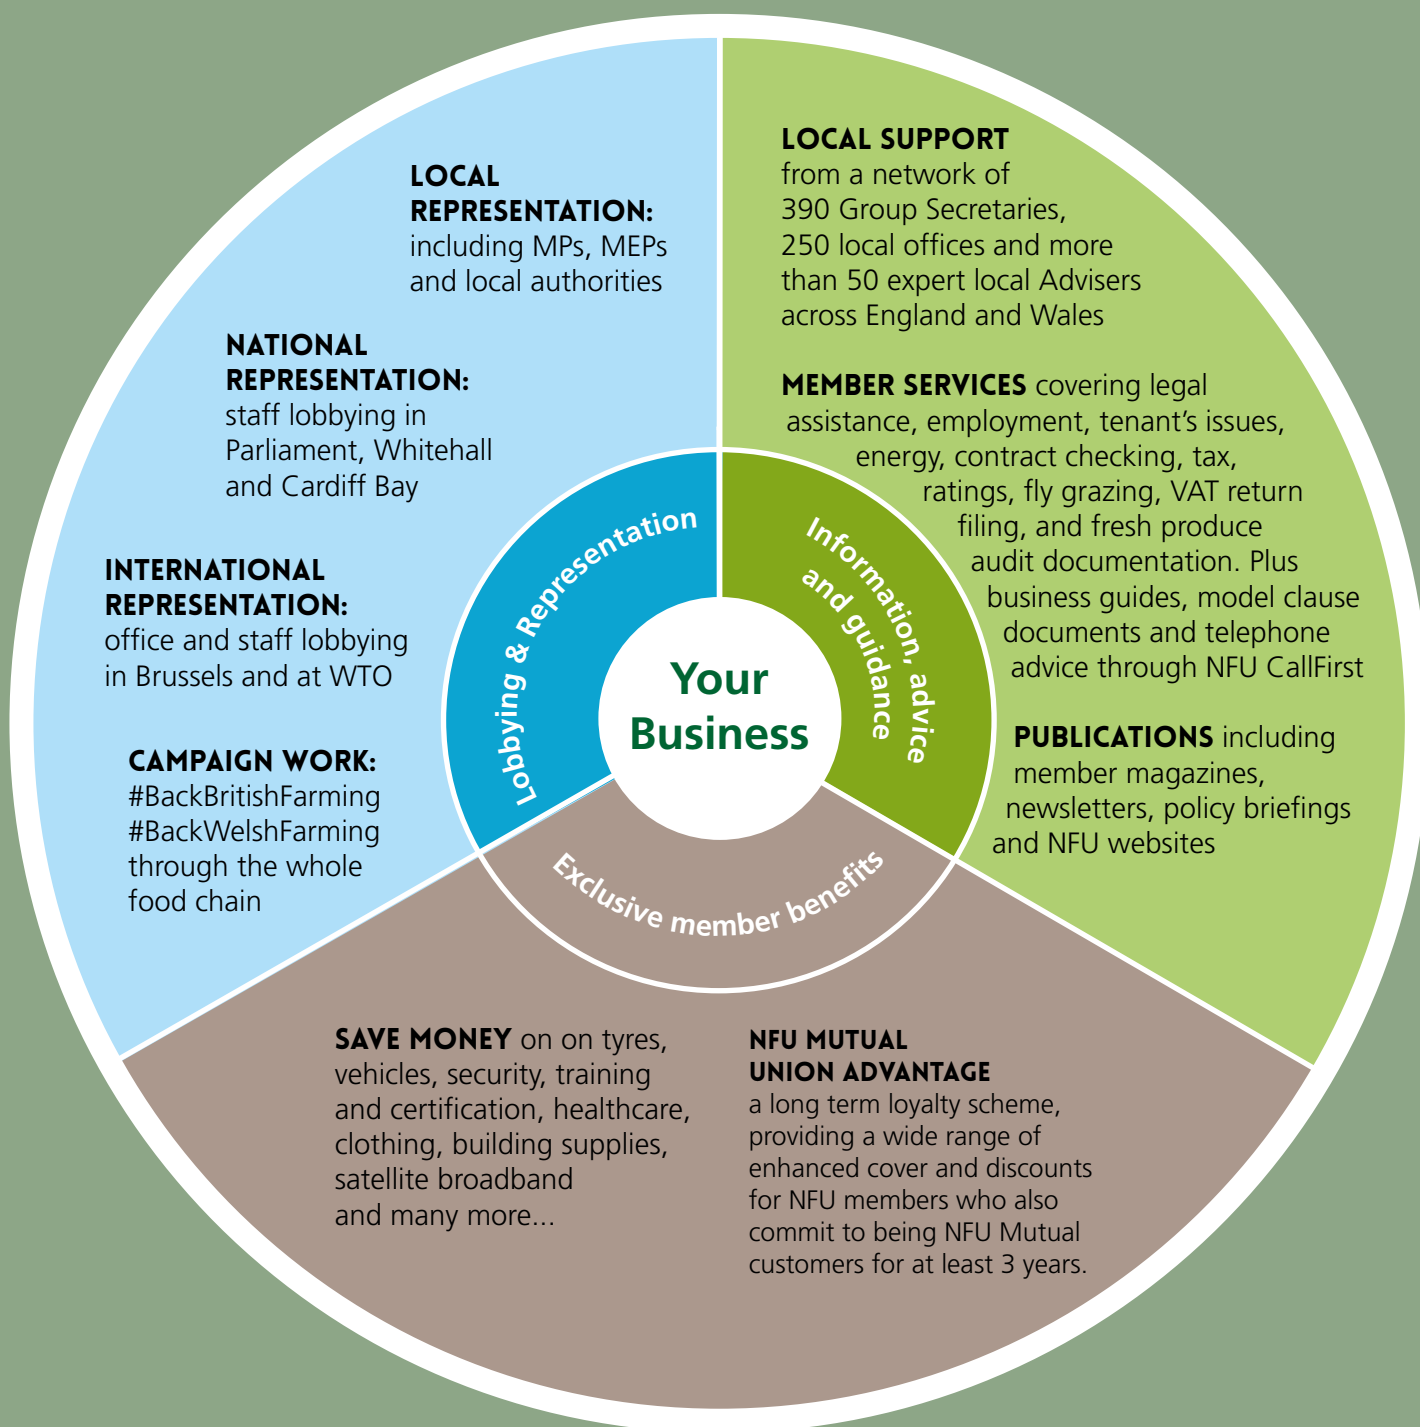 LOCAL
REPRESENTATION:
including MPs, MEPs
and local authorities
NATIONAL
REPRESENTATION:
staff lobbying in
Parliament, Whitehall
and Cardiff Bay
INTERNATIONAL
REPRESENTATION:
office and staff lobbying
in Brussels and at WTO
CAMPAIGN WORK:
#BackBritishFarming
#BackWelshFarming
through the whole
food chain
LOCAL SUPPORT
from a network of
390 Group Secretaries,
250 local offices and more
than 50 expert local Advisers
across England and Wales
MEMBER SERVICES covering legal
assistance, employment, tenant's issues,
energy, contract checking, tax,
ratings, fly grazing, VAT return
filing, and fresh produce
audit documentation. Plus
business guides, model clause
documents and telephone
advice through NFU CallFirst
PUBLICATIONS including
member magazines,
newsletters, policy briefings
and NFU websites
Lobbying & Representation
Information, advice
and guidance
Your
Business
Exclusive member benefits
SAVE MONEY on on tyres,
vehicles, security, training
and certification, healthcare,
clothing, building supplies,
satellite broadband
and many more...
NFU MUTUAL
UNION ADVANTAGE
a long term loyalty scheme,
providing a wide range of
enhanced cover and discounts
for NFU members who also
commit to being NFU Mutual
customers for at least 3 years.